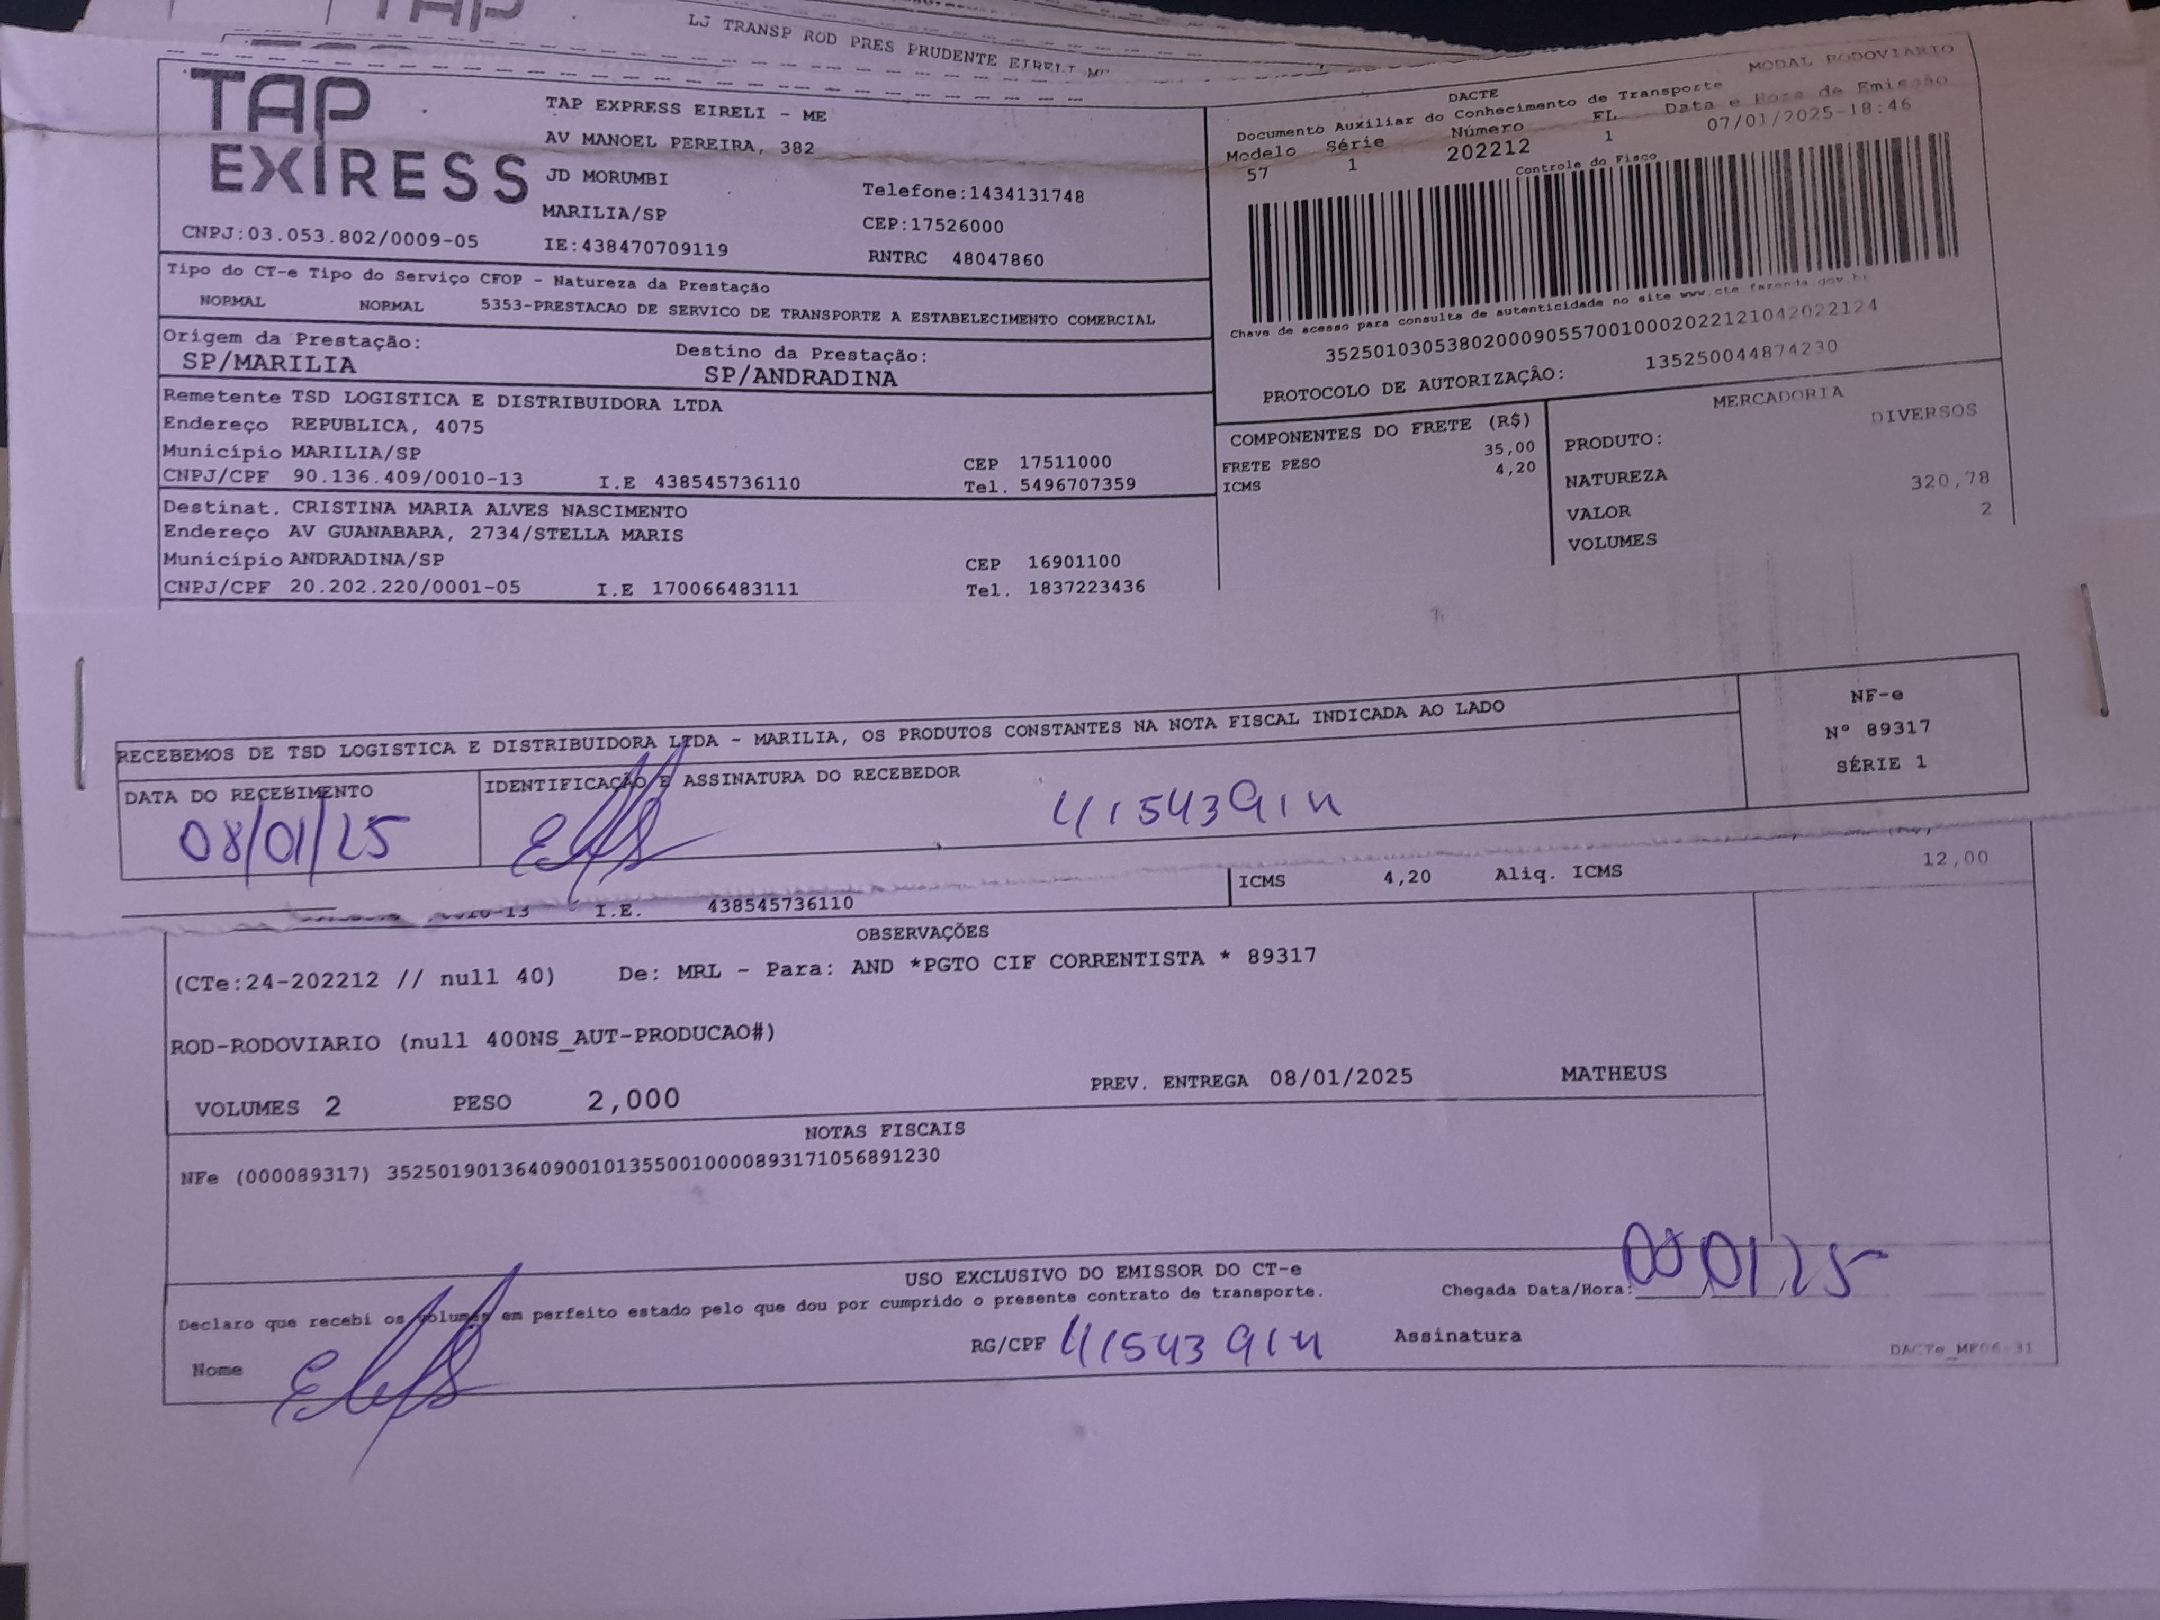 TAP
LJ TRANSP ROD PRES PRUDENTE EIRELI
TAP EXIRESS
TAP EXPRESS EIRELI - ME
AV MANOEL PEREIRA, 382
JD MORUMBI
Telefone:1434131748
MARILIA/SP
CEP:17526000
CNPJ:03.053.802/0009-05
IE:438470709119
RNTRC 48047860
MODAL RODOVIARIO
DACTE
Documento Auxiliar do Conhecimento de Transporte
Modelo Série Número FL Data e Hora de Emissão
57 1 202212 1 07/01/2025-18:46
Controle do Fisco
Chave de acesso para consulta de autenticidade no site www.cte fazenda.gov.br
35250103053802000905570010002022121042022124
PROTOCOLO DE AUTORIZAÇÃO: 135250044874230
Tipo do CT-e Tipo do Serviço CFOP - Natureza da Prestação
NORMAL NORMAL 5353-PRESTACAO DE SERVICO DE TRANSPORTE A ESTABELECIMENTO COMERCIAL
Origem da Prestação: Destino da Prestação:
SP/MARILIA SP/ANDRADINA
Remetente TSD LOGISTICA E DISTRIBUIDORA LTDA
Endereço REPUBLICA, 4075
Município MARILIA/SP CEP 17511000
CNPJ/CPF 90.136.409/0010-13 I.E 438545736110 Tel. 5496707359
Destinat. CRISTINA MARIA ALVES NASCIMENTO
Endereço AV GUANABARA, 2734/STELLA MARIS
Município ANDRADINA/SP CEP 16901100
CNPJ/CPF 20.202.220/0001-05 I.E 170066483111 Tel. 1837223436
COMPONENTES DO FRETE (R$)
FRETE PESO 35,00
ICMS 4,20
MERCADORIA
PRODUTO: DIVERSOS
NATUREZA
VALOR 320,78
VOLUMES 2
RECEBEMOS DE TSD LOGISTICA E DISTRIBUIDORA LTDA - MARILIA, OS PRODUTOS CONSTANTES NA NOTA FISCAL INDICADA AO LADO
NF-e
Nº 89317
SÉRIE 1
DATA DO RECEBIMENTO IDENTIFICAÇÃO E ASSINATURA DO RECEBEDOR
08/01/25 41543914
I.E. 438545736110
ICMS 4,20 Aliq. ICMS 12,00
OBSERVAÇÕES
(CTe:24-202212 // null 40) De: MRL - Para: AND *PGTO CIF CORRENTISTA * 89317
ROD-RODOVIARIO (null 400NS_AUT-PRODUCAO#)
VOLUMES 2 PESO 2,000 PREV. ENTREGA 08/01/2025 MATHEUS
NOTAS FISCAIS
NFe (000089317) 35250190136409001013550010000893171056891230
USO EXCLUSIVO DO EMISSOR DO CT-e
Declaro que recebi os volumes em perfeito estado pelo que dou por cumprido o presente contrato de transporte.
Chegada Data/Hora: 08/01/25
Nome RG/CPF 41543914 Assinatura
DACTe_MF06-31